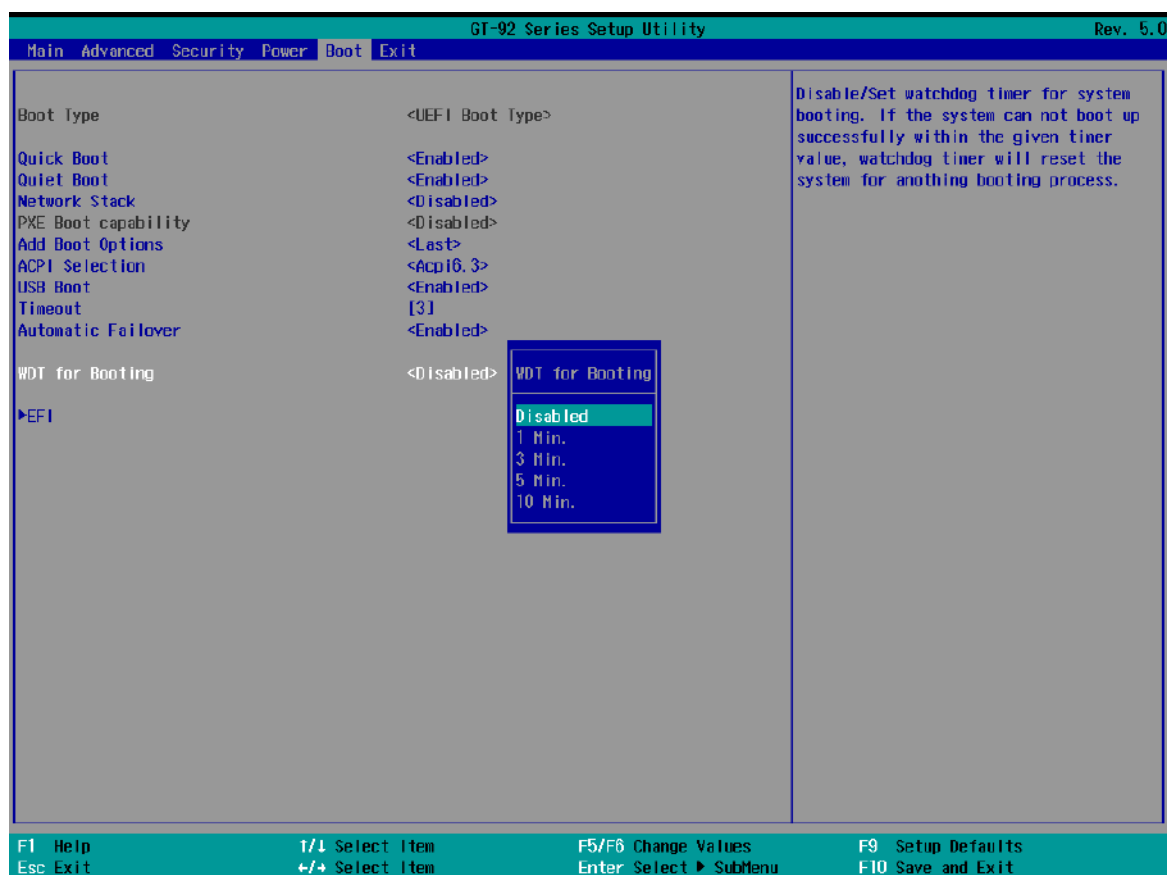 GT-92 Series Setup Utility Rev. 5.0
Main Advanced Security Power Boot Exit
Boot Type <UEFI Boot Type>
Quick Boot <Enabled>
Quiet Boot <Enabled>
Network Stack <Disabled>
PXE Boot capability <Disabled>
Add Boot Options <Last>
ACPI Selection <Acpi6.3>
USB Boot <Enabled>
Timeout [3]
Automatic Failover <Enabled>
WDT for Booting <Disabled>
▶EFI
WDT for Booting
Disabled
1 Min.
3 Min.
5 Min.
10 Min.
Disable/Set watchdog timer for system
booting. If the system can not boot up
successfully within the given timer
value, watchdog timer will reset the
system for anothing booting process.
F1 Help ↑/↓ Select Item F5/F6 Change Values F9 Setup Defaults
Esc Exit ←/→ Select Item Enter Select ▶ SubMenu F10 Save and Exit